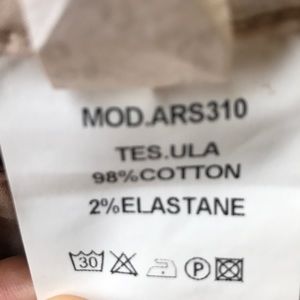 MOD.ARS310
TES.ULA
98%COTTON
2%ELASTANE
30 P